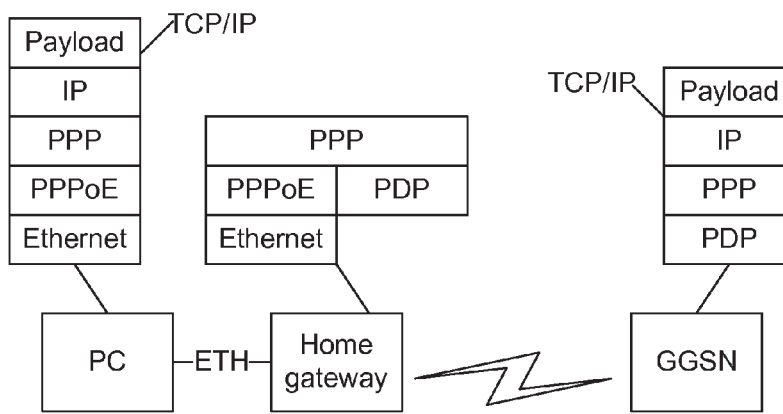 Payload
TCP/IP
IP
PPP
PPPoE
Ethernet
PPP
PPPoE PDP
Ethernet
TCP/IP
Payload
IP
PPP
PDP
PC
ETH
Home
gateway
GGSN